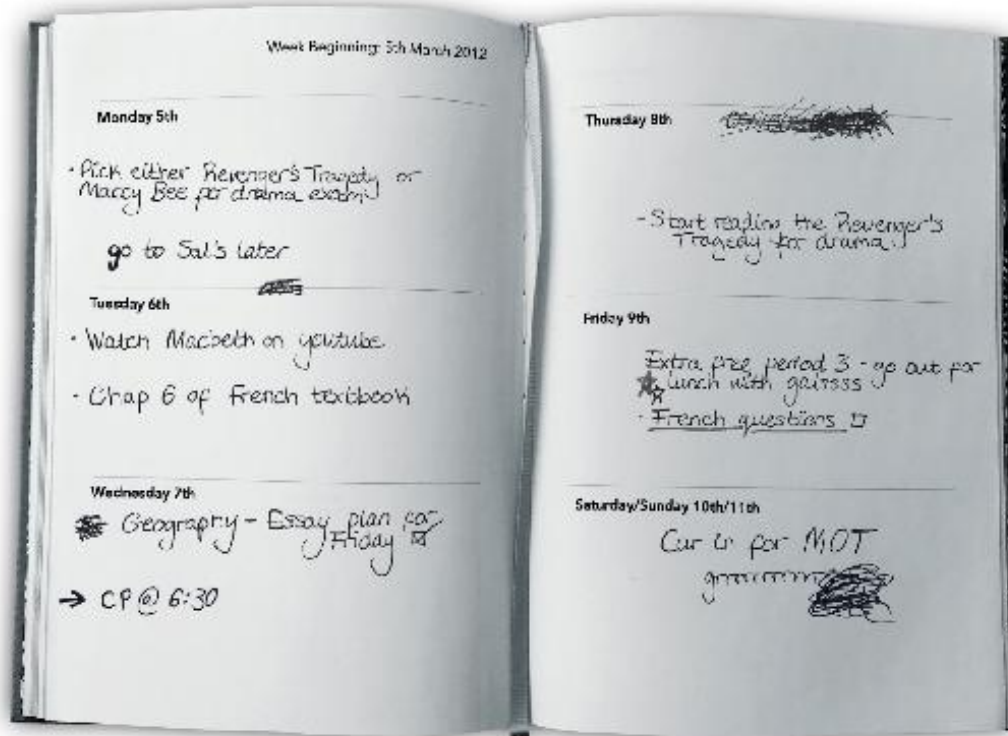 Week Beginning: 5th March 2012
Monday 5th
· Pick either Revenger's Tragedy or
Maccy Bee for drama exam
go to Sal's later
Tuesday 6th
· Watch Macbeth on youtube
· Chap 6 of French textbook
Wednesday 7th
Geography - Essay plan for
Friday
→ CP @ 6:30
Thursday 8th
- Start reading the Revenger's
Tragedy for drama
Friday 9th
Extra free period 3 - go out for
lunch with
· French questions
Saturday/Sunday 10th/11th
Car in for MOT